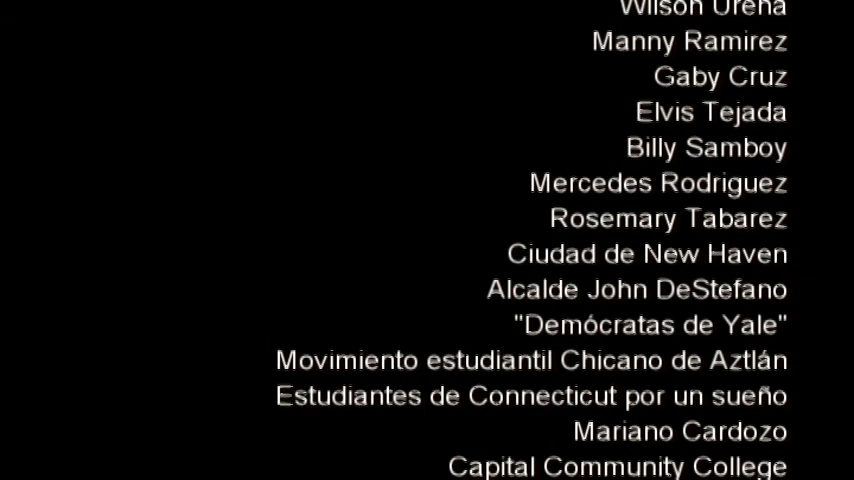 Wilson Ureña
Manny Ramirez
Gaby Cruz
Elvis Tejada
Billy Samboy
Mercedes Rodriguez
Rosemary Tabarez
Ciudad de New Haven
Alcalde John DeStefano
"Demócratas de Yale"
Movimiento estudiantil Chicano de Aztlán
Estudiantes de Connecticut por un sueño
Mariano Cardozo
Capital Community College